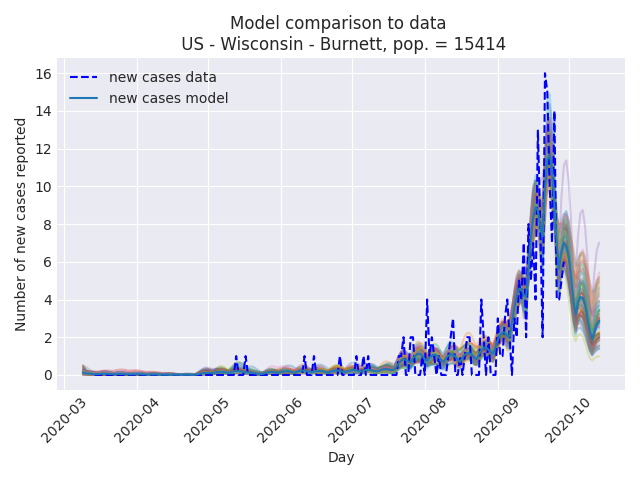 Model comparison to data
US - Wisconsin - Burnett, pop. = 15414
new cases data
new cases model
Number of new cases reported
16
14
12
10
8
6
4
2
0
2020-03
2020-04
2020-05
2020-06
2020-07
2020-08
2020-09
2020-10
Day